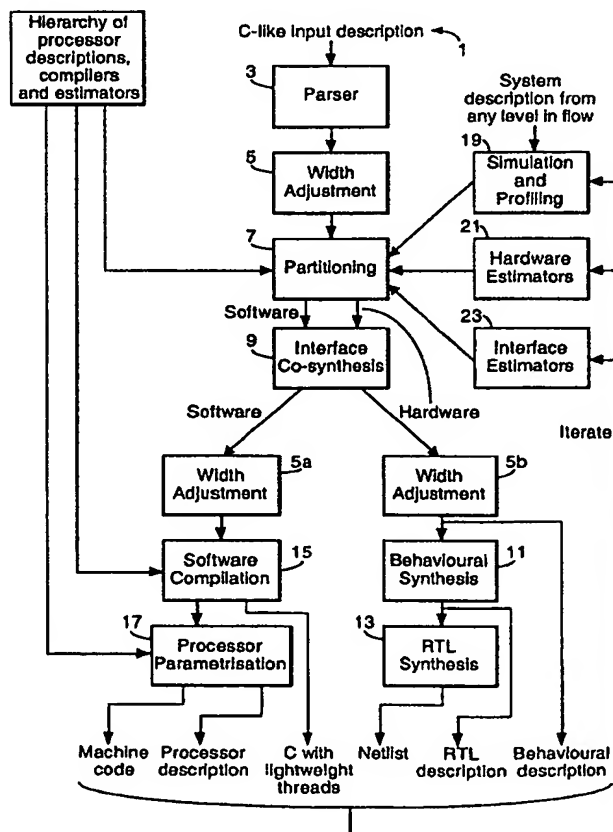 Hierarchy of
processor
descriptions,
compilers
and estimators
C-like input description
1
3
Parser
System
description from
any level in flow
5
Width
Adjustment
19
Simulation
and
Profiling
7
Partitioning
21
Hardware
Estimators
Software
9
Interface
Co-synthesis
23
Interface
Estimators
Software
Hardware
Iterate
Width
Adjustment
5a
Width
Adjustment
5b
Software
Compilation
15
Behavioural
Synthesis
11
17
Processor
Parametrisation
13
RTL
Synthesis
Machine
code
Processor
description
C with
lightweight
threads
Netlist
RTL
description
Behavioural
description